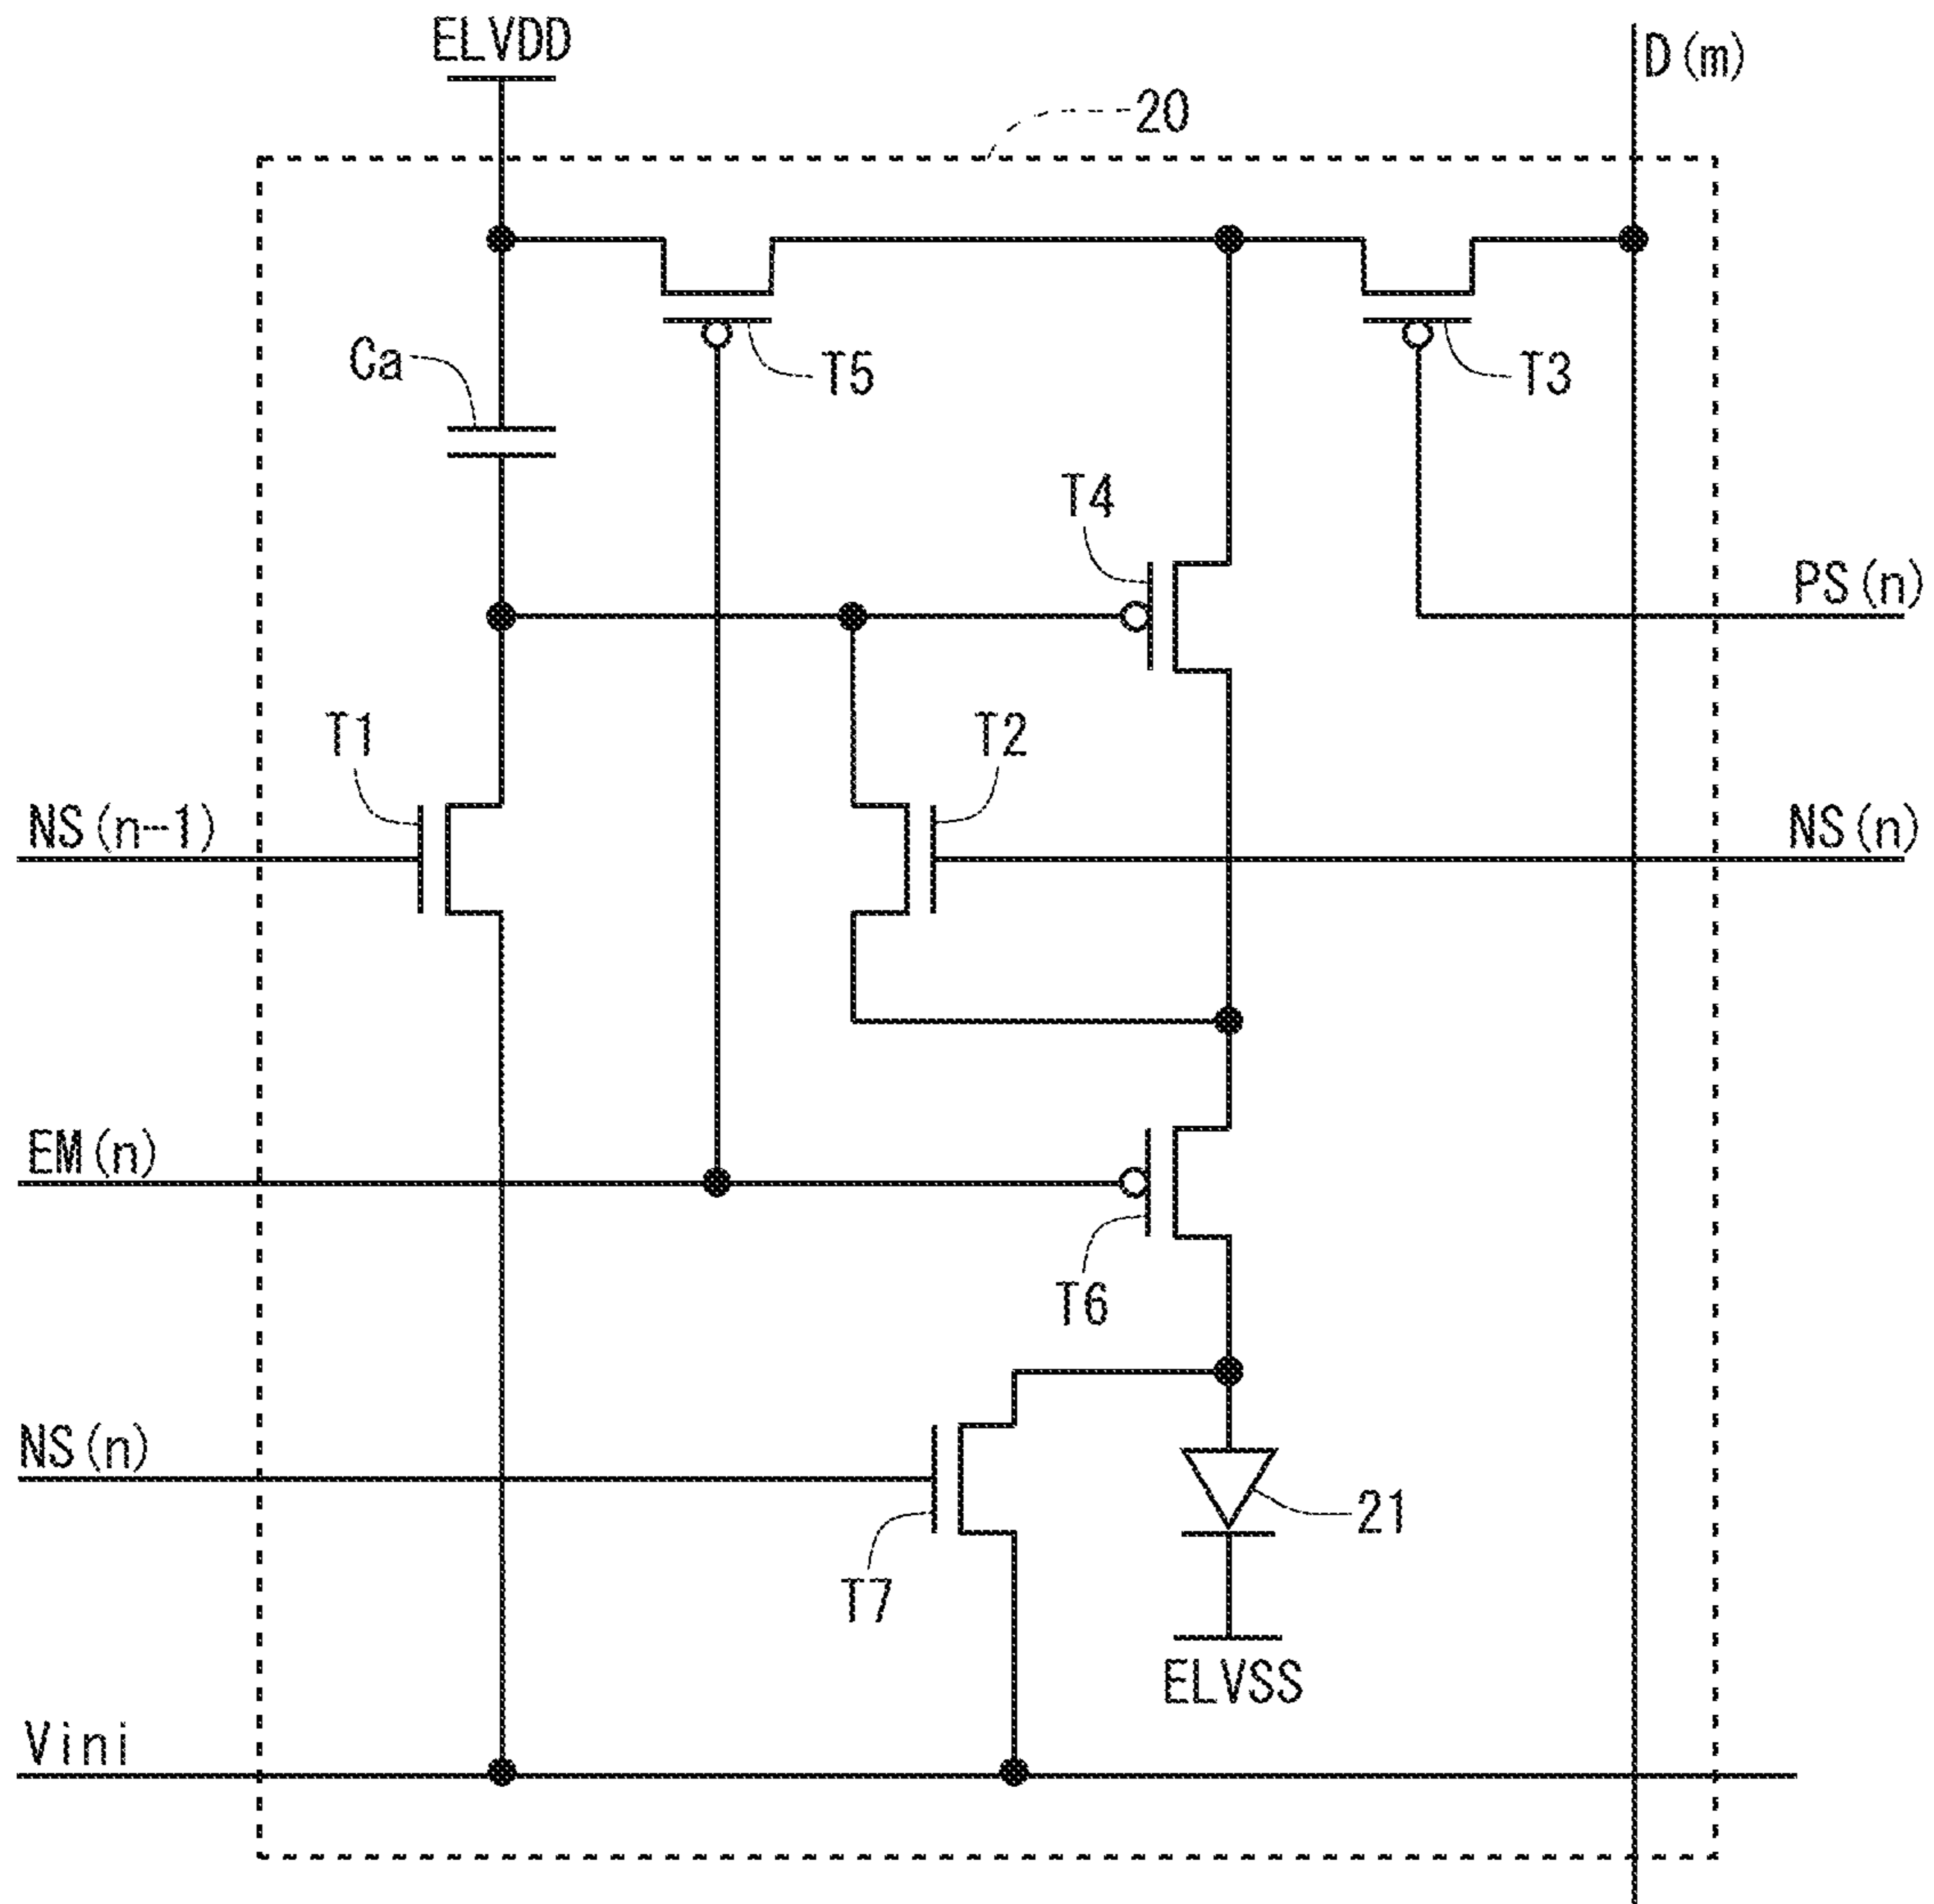 ELVDD
D(m)
20
Ca
T5
T3
T4
PS(n)
T1
T2
NS(n-1)
NS(n)
EM(n)
T6
NS(n)
21
T7
ELVSS
Vini